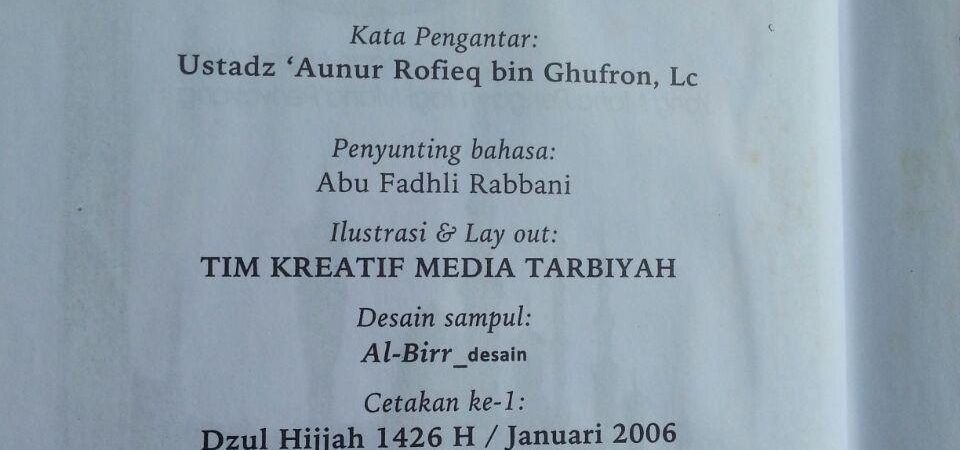 Kata Pengantar:
Ustadz ‘Aunur Rofieq bin Ghufron, Lc
Penyunting bahasa:
Abu Fadhli Rabbani
Ilustrasi & Lay out:
TIM KREATIF MEDIA TARBIYAH
Desain sampul:
Al-Birr_desain
Cetakan ke-1:
Dzul Hijjah 1426 H / Januari 2006